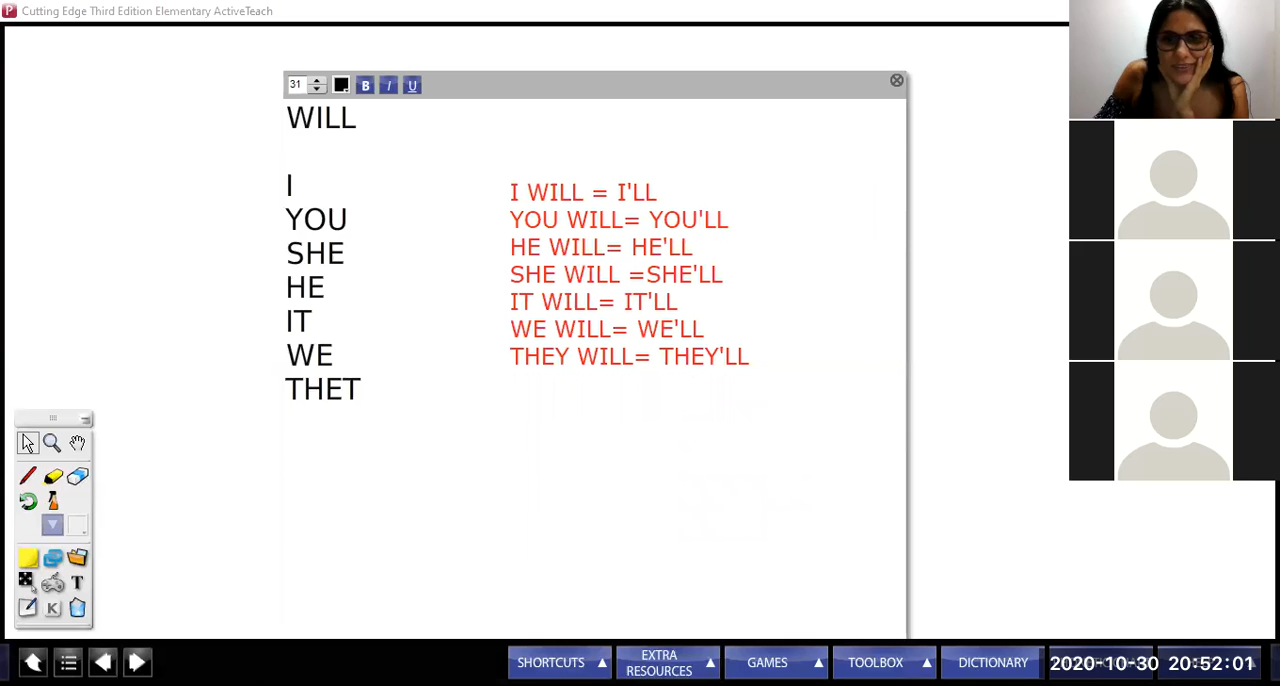 Cutting Edge Third Edition Elementary ActiveTeach
31 B I U
WILL
I
YOU
SHE
HE
IT
WE
THET
I WILL = I'LL
YOU WILL= YOU'LL
HE WILL= HE'LL
SHE WILL =SHE'LL
IT WILL= IT'LL
WE WILL= WE'LL
THEY WILL= THEY'LL
T
K
SHORTCUTS
EXTRA
RESOURCES
GAMES
TOOLBOX
DICTIONARY
2020-10-30 20:52:01